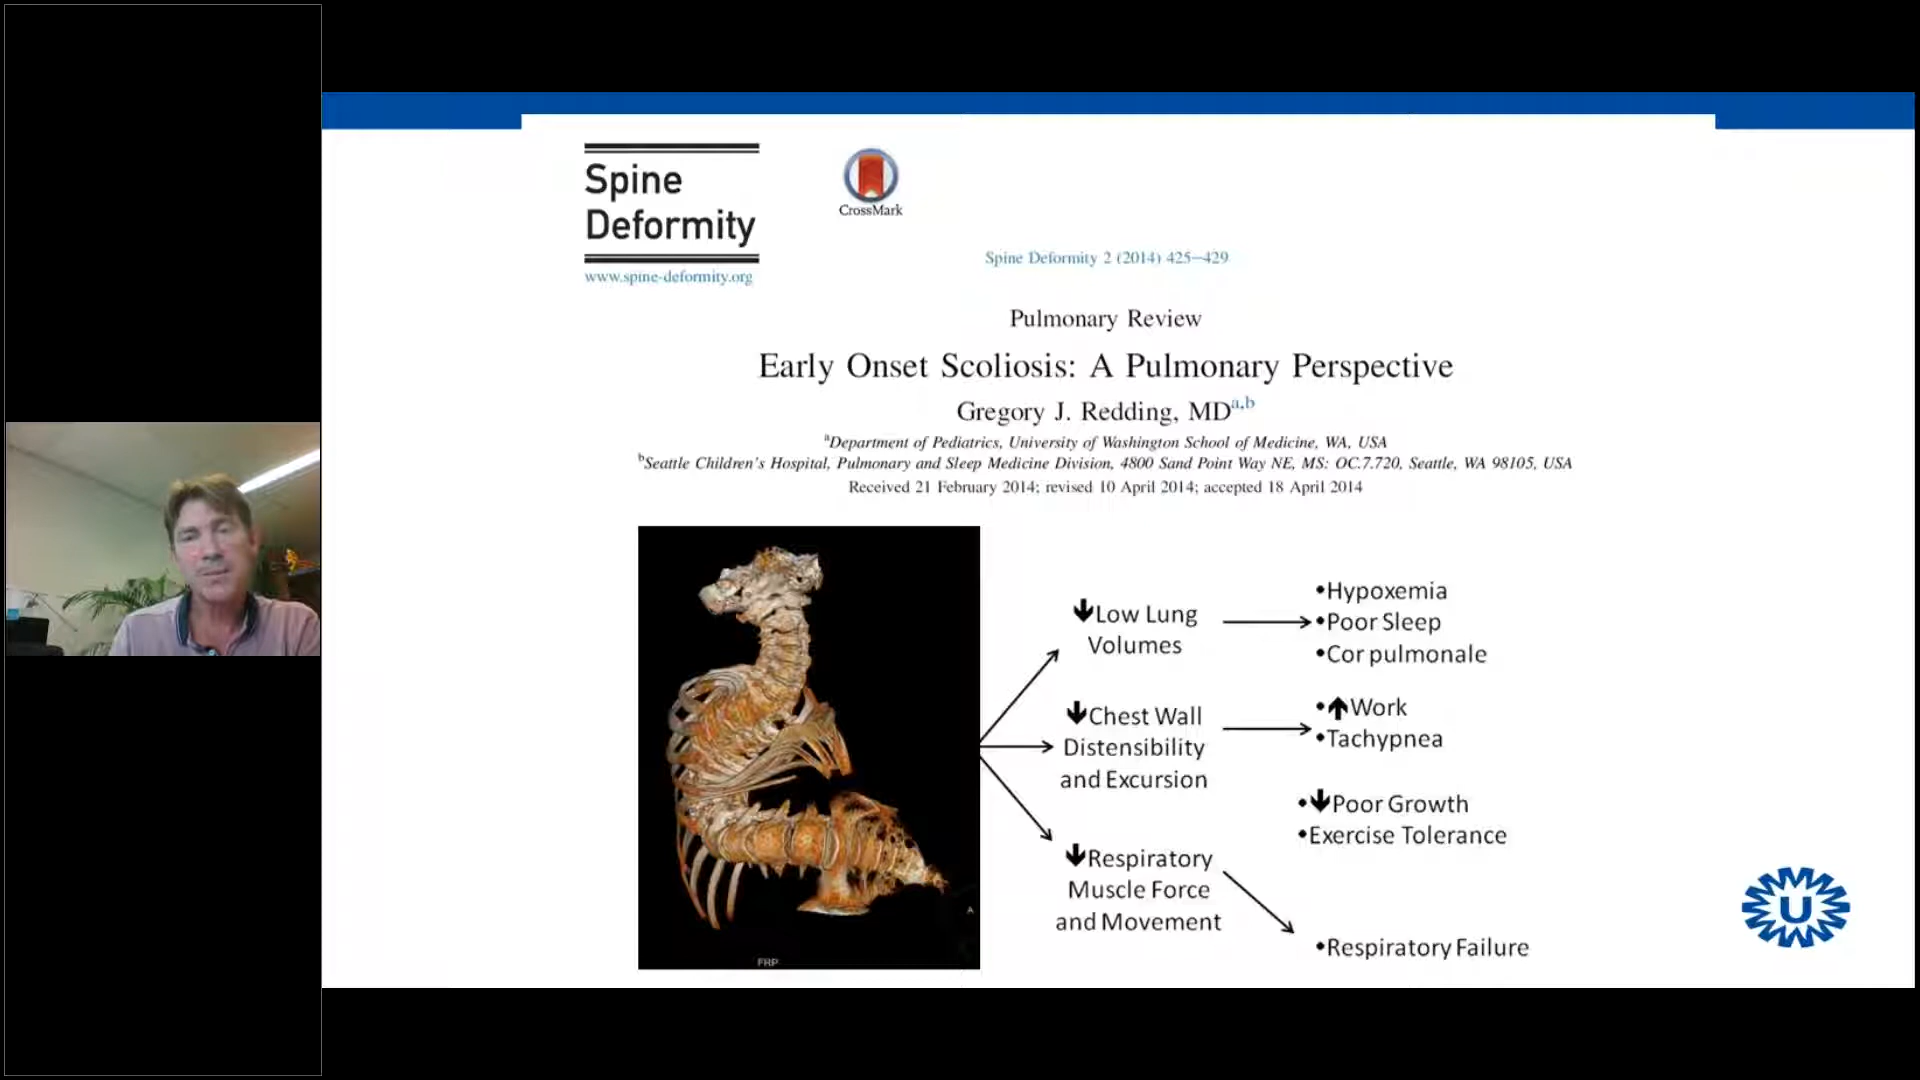 Spine
Deformity
www.spine-deformity.org
CrossMark
Spine Deformity 2 (2014) 425–429
Pulmonary Review
Early Onset Scoliosis: A Pulmonary Perspective
Gregory J. Redding, MDa,b
aDepartment of Pediatrics, University of Washington School of Medicine, WA, USA
bSeattle Children's Hospital, Pulmonary and Sleep Medicine Division, 4800 Sand Point Way NE, MS: OC.7.720, Seattle, WA 98105, USA
Received 21 February 2014; revised 10 April 2014; accepted 18 April 2014
A
FRP
🡇Low Lung
Volumes
•Hypoxemia
•Poor Sleep
•Cor pulmonale
🡇Chest Wall
Distensibility
and Excursion
•🡅Work
•Tachypnea
•🡇Poor Growth
•Exercise Tolerance
🡇Respiratory
Muscle Force
and Movement
•Respiratory Failure
U